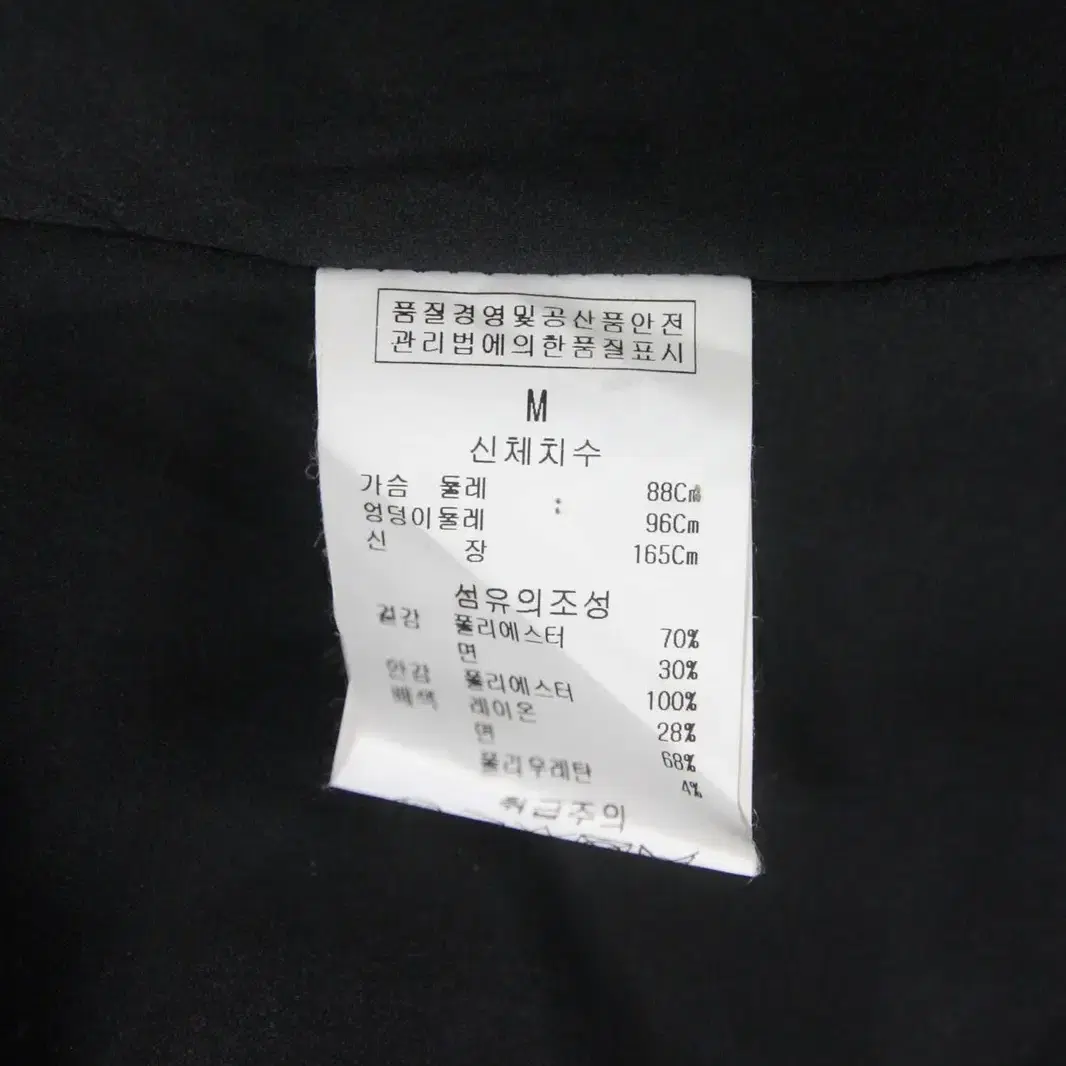 품질경영및공산품안전
관리법에의한품질표시
M
신체치수
가슴 둘레 : 88Cm
엉덩이둘레 96Cm
신 장 165Cm
섬유의조성
겉감 폴리에스터 70%
면 30%
안감 폴리에스터 100%
배색 레이온 28%
면 68%
폴리우레탄 4%
취급주의